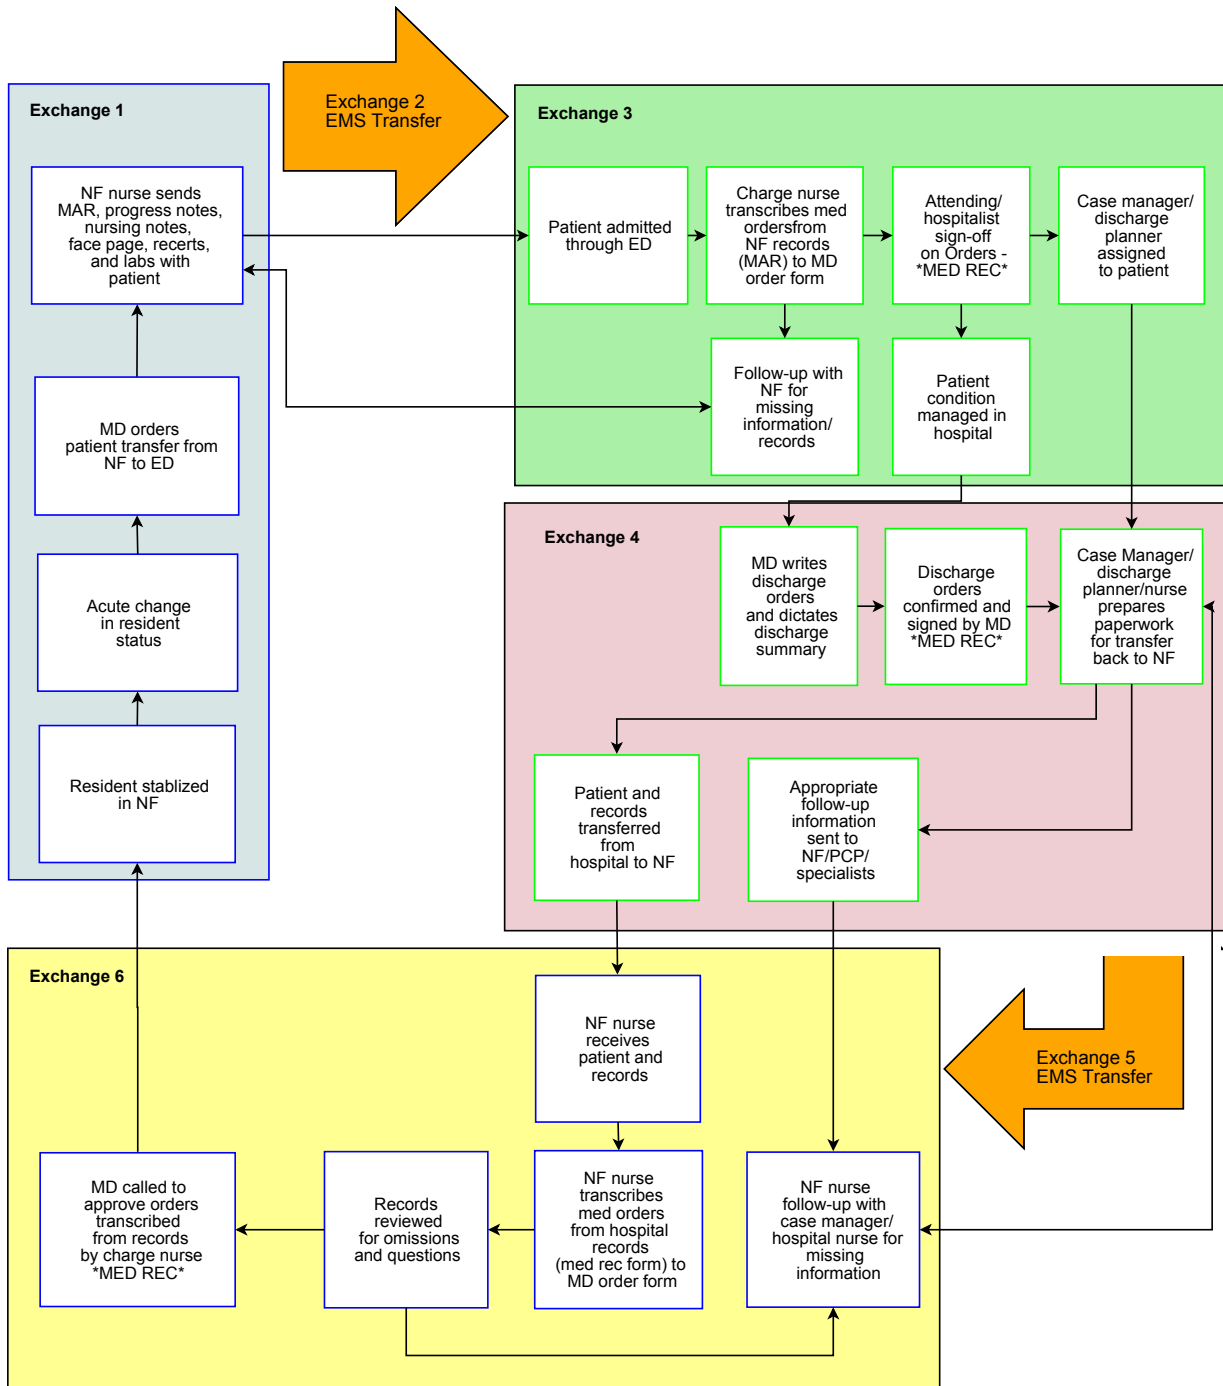 Exchange 2
EMS Transfer
Exchange 1
NF nurse sends
MAR, progress notes,
nursing notes,
face page, recerts,
and labs with
patient
MD orders
patient transfer from
NF to ED
Acute change
in resident
status
Resident stablized
in NF
Exchange 3
Patient admitted
through ED
Charge nurse
transcribes med
ordersfrom
NF records
(MAR) to MD
order form
Attending/
hospitalist
sign-off
on Orders -
*MED REC*
Case manager/
discharge
planner
assigned
to patient
Follow-up with
NF for
missing
information/
records
Patient
condition
managed in
hospital
Exchange 4
MD writes
discharge
orders
and dictates
discharge
summary
Discharge
orders
confirmed and
signed by MD
*MED REC*
Case Manager/
discharge
planner/nurse
prepares
paperwork
for transfer
back to NF
Patient and
records
transferred
from
hospital to NF
Appropriate
follow-up
information
sent to
NF/PCP/
specialists
Exchange 5
EMS Transfer
Exchange 6
NF nurse
receives
patient and
records
MD called to
approve orders
transcribed
from records
by charge nurse
*MED REC*
Records
reviewed
for omissions
and questions
NF nurse
transcribes
med orders
from hospital
records
(med rec form) to
MD order form
NF nurse
follow-up with
case manager/
hospital nurse for
missing
information